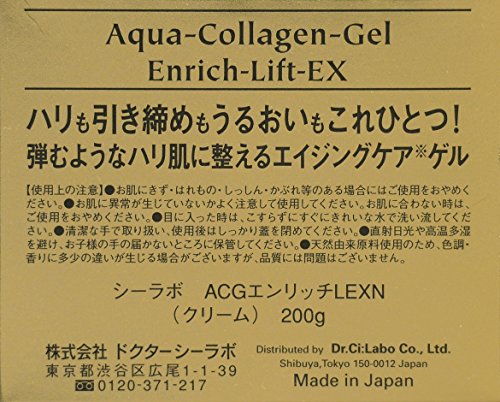 Aqua-Collagen-Gel
Enrich-Lift-EX
ハリも引き締めもうるおいもこれひとつ!
弾むようなハリ肌に整えるエイジングケア※ゲル
【使用上の注意】●お肌にきず・はれもの・しっしん・かぶれ等のある場合にはご使用をおやめくだ
さい。●お肌に異常が生じていないかよく注意して使用してください。お肌に合わない時は、
ご使用をおやめください。●目に入った時は、こすらずにすぐにきれいな水で洗い流してください。
●清潔な手で取り扱い、使用後はしっかり蓋を閉めてください。●直射日光や高温多湿
を避け、お子様の手の届かないところに保管してください。●天然由来原料使用のため、色調・
香りに多少の違いが生じる場合がございますが、品質には問題はございません。
シーラボ ACGエンリッチLEXN
(クリーム) 200g
株式会社 ドクターシーラボ
東京都渋谷区広尾1-1-39
0120-371-217
Distributed by Dr.Ci:Labo Co., Ltd.
Shibuya,Tokyo 150-0012 Japan
Made in Japan